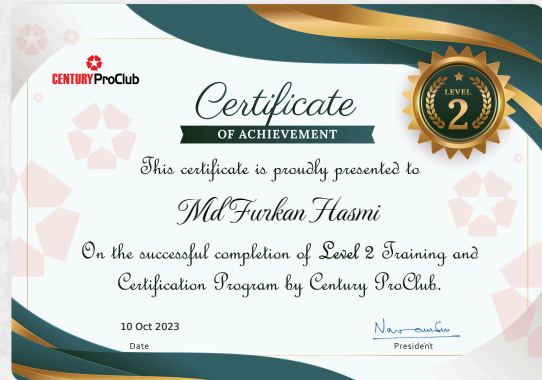 CENTURY ProClub
LEVEL
2
Certificate
OF ACHIEVEMENT
This certificate is proudly presented to
Md Furkan Hasmi
On the successful completion of Level 2 Training and
Certification Program by Century ProClub.
10 Oct 2023
Date
President